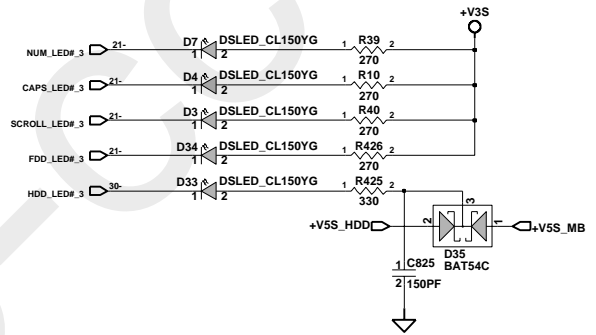 +V3S
NUM_LED#_3 21- D7 DSLED_CL150YG R39
1 2 1 2
270
CAPS_LED#_3 21- D4 DSLED_CL150YG R10
1 2 1 2
270
SCROLL_LED#_3 21- D3 DSLED_CL150YG R40
1 2 1 2
270
FDD_LED#_3 21- D34 DSLED_CL150YG R426
1 2 1 2
270
HDD_LED#_3 30- D33 DSLED_CL150YG R425
1 2 1 2
330
3
+V5S_HDD 2 1 +V5S_MB
D35
BAT54C
1 C825
2 150PF